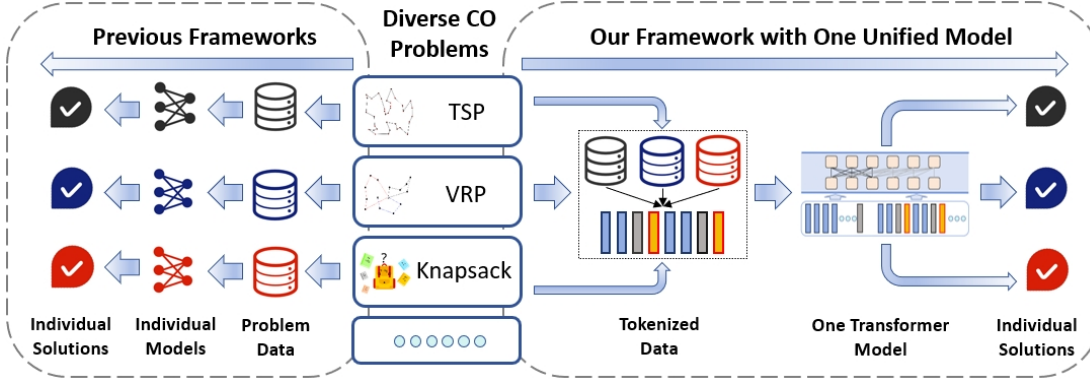 Previous Frameworks
Diverse CO
Problems
Our Framework with One Unified Model
TSP
VRP
?
Knapsack
Individual
Solutions
Individual
Models
Problem
Data
Tokenized
Data
One Transformer
Model
Individual
Solutions